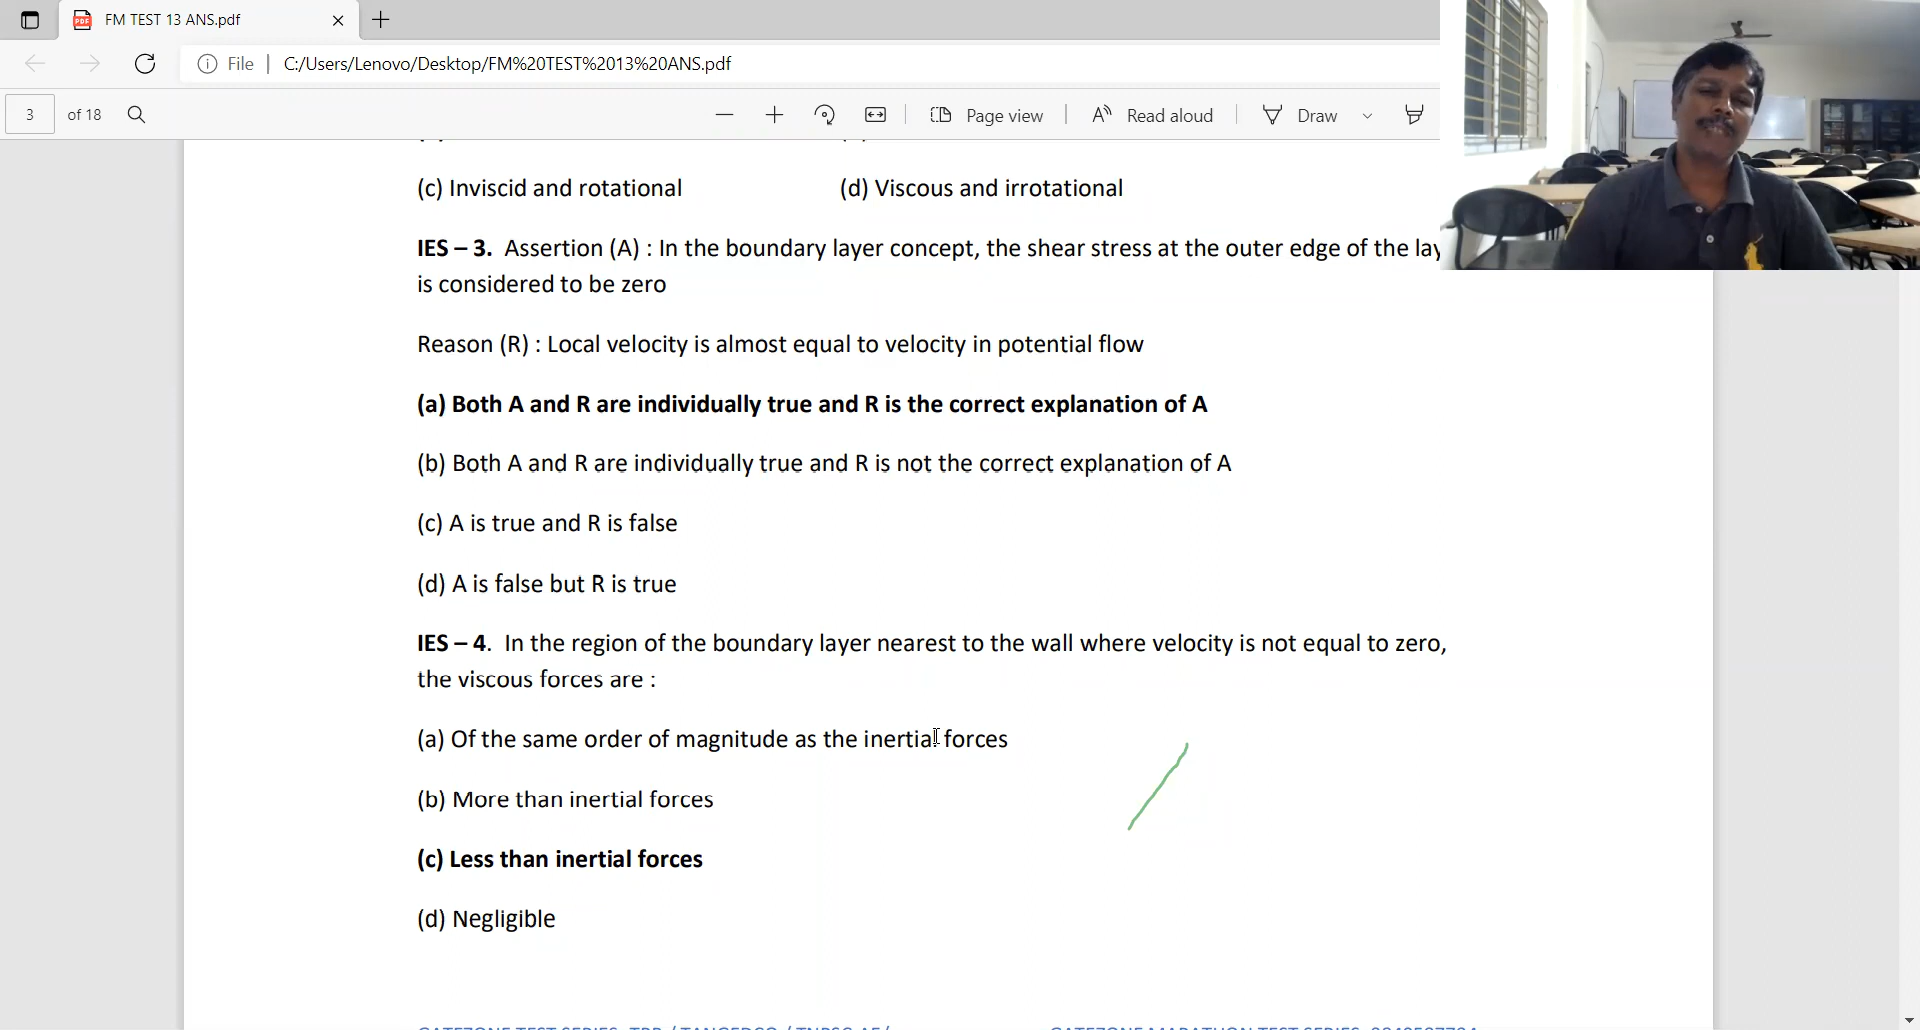 FM TEST 13 ANS.pdf
File | C:/Users/Lenovo/Desktop/FM%20TEST%2013%20ANS.pdf
3 of 18 Page view Read aloud Draw
(c) Inviscid and rotational (d) Viscous and irrotational
IES – 3. Assertion (A) : In the boundary layer concept, the shear stress at the outer edge of the lay
is considered to be zero
Reason (R) : Local velocity is almost equal to velocity in potential flow
(a) Both A and R are individually true and R is the correct explanation of A
(b) Both A and R are individually true and R is not the correct explanation of A
(c) A is true and R is false
(d) A is false but R is true
IES – 4. In the region of the boundary layer nearest to the wall where velocity is not equal to zero,
the viscous forces are :
(a) Of the same order of magnitude as the inertial forces
(b) More than inertial forces
(c) Less than inertial forces
(d) Negligible